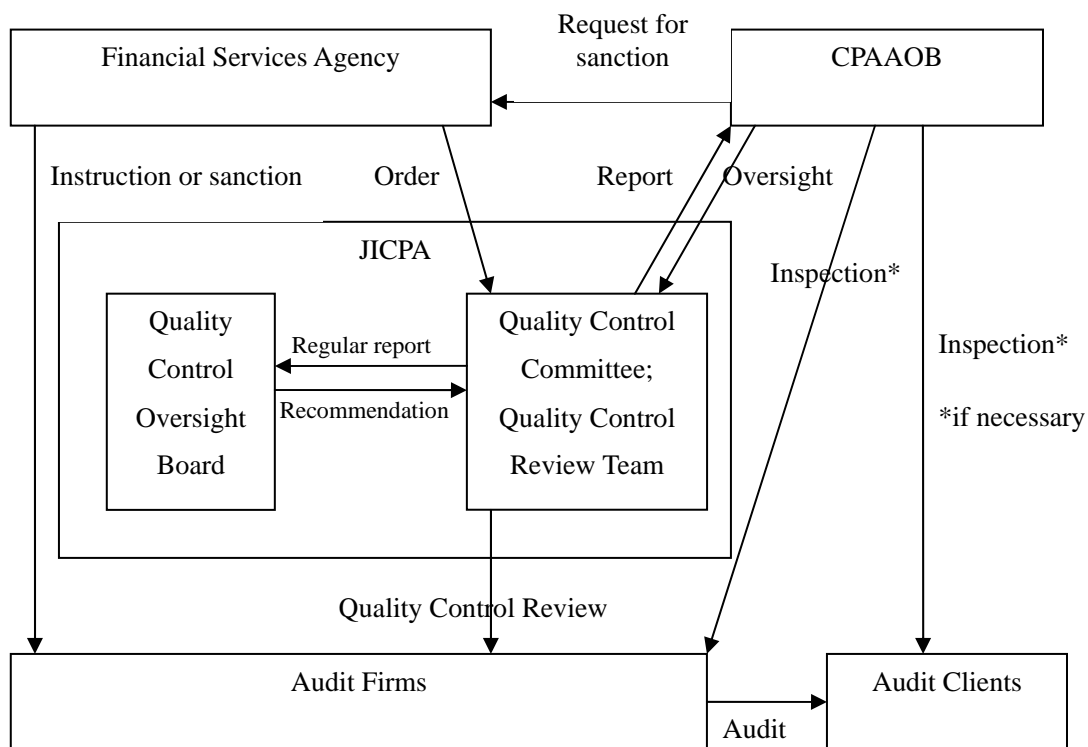 Request for
sanction
Financial Services Agency
CPAAOB
Instruction or sanction
Order
Report
Oversight
JICPA
Inspection*
Quality
Control
Oversight
Board
Regular report
Recommendation
Quality Control
Committee;
Quality Control
Review Team
Inspection*
*if necessary
Quality Control Review
Audit Firms
Audit
Audit Clients